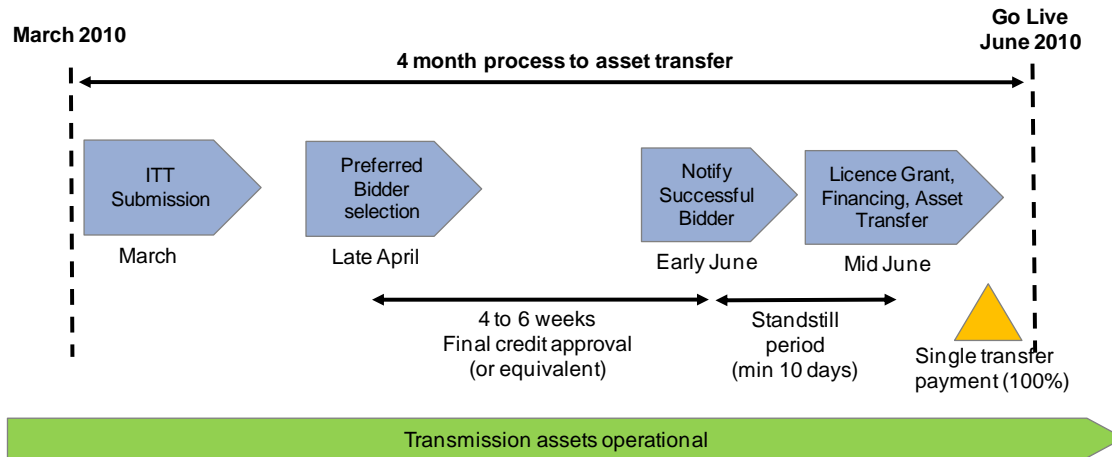 March 2010
Go Live
June 2010
4 month process to asset transfer
ITT
Submission
Preferred
Bidder
selection
Notify
Successful
Bidder
Licence Grant,
Financing, Asset
Transfer
March
Late April
Early June
Mid June
4 to 6 weeks
Final credit approval
(or equivalent)
Standstill
period
(min 10 days)
Single transfer
payment (100%)
Transmission assets operational